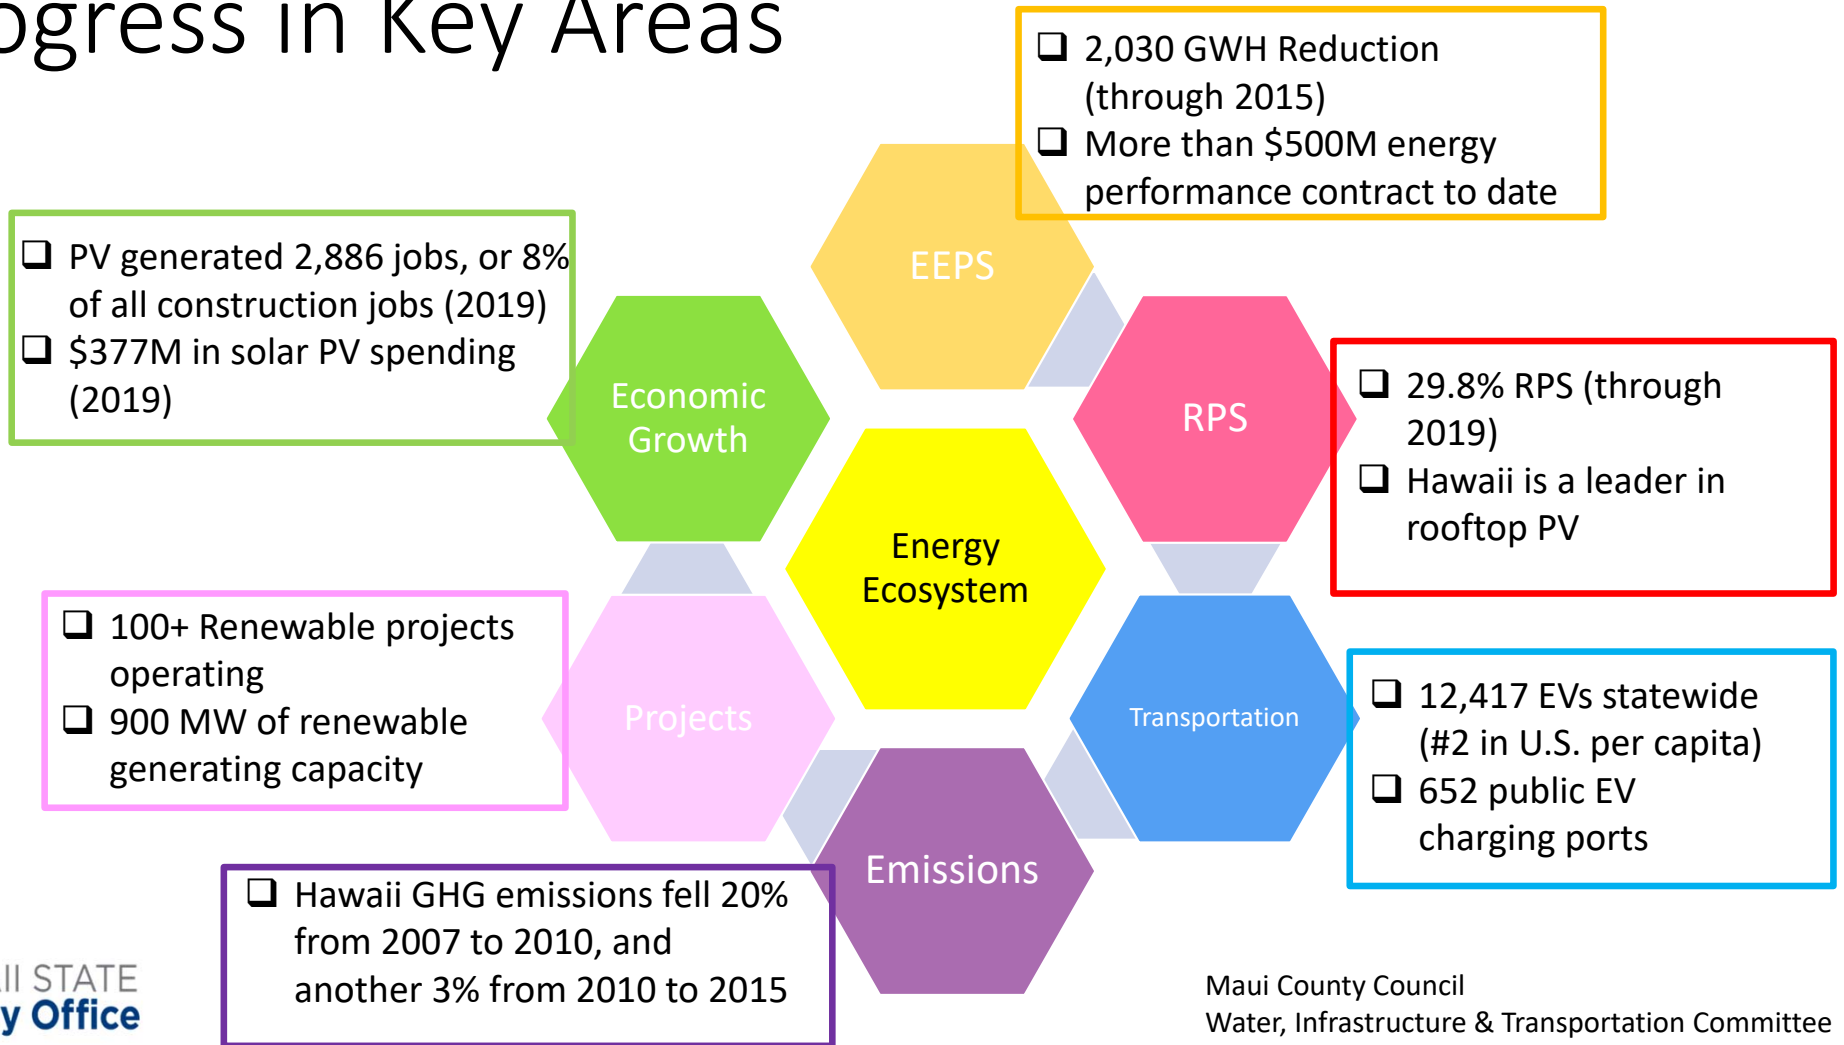 ogress in Key Areas
❑ 2,030 GWH Reduction
(through 2015)
❑ More than $500M energy
performance contract to date
❑ PV generated 2,886 jobs, or 8%
of all construction jobs (2019)
❑ $377M in solar PV spending
(2019)
EEPS
Economic
Growth
RPS
❑ 29.8% RPS (through
2019)
❑ Hawaii is a leader in
rooftop PV
Energy
Ecosystem
❑ 100+ Renewable projects
operating
❑ 900 MW of renewable
generating capacity
Projects
Transportation
❑ 12,417 EVs statewide
(#2 in U.S. per capita)
❑ 652 public EV
charging ports
Emissions
❑ Hawaii GHG emissions fell 20%
from 2007 to 2010, and
another 3% from 2010 to 2015
II STATE
y Office
Maui County Council
Water, Infrastructure & Transportation Committee